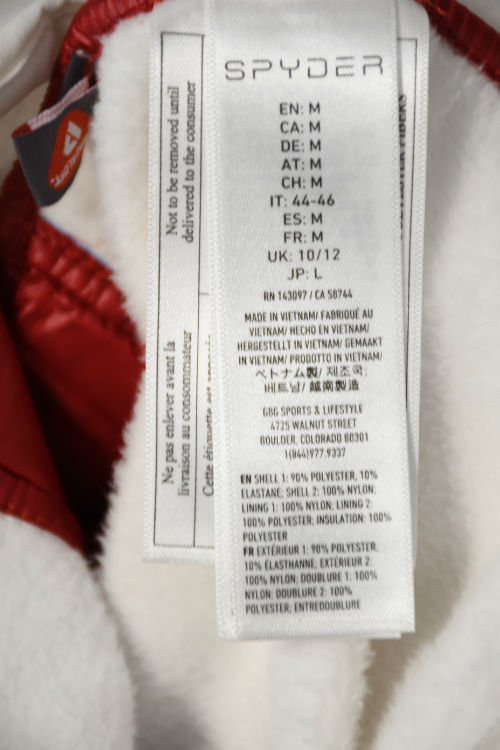 SPYDER
EN: M
CA: M
DE: M
AT: M
CH: M
IT: 44-46
ES: M
FR: M
UK: 10/12
JP: L
RN 143097 / CA 58744
MADE IN VIETNAM/ FABRIQUÉ AU
VIETNAM/ HECHO EN VIETNAM/
HERGESTELLT IN VIETNAM/ GEMAAKT
IN VIETNAM/ PRODOTTO IN VIETNAM/
ベトナム製/ 제조국:
베트남/ 越南製造
GBG SPORTS & LIFESTYLE
4725 WALNUT STREET
BOULDER, COLORADO 80301
1(844)977.9337
EN SHELL 1: 90% POLYESTER, 10%
ELASTANE; SHELL 2: 100% NYLON;
LINING 1: 100% NYLON; LINING 2:
100% POLYESTER; INSULATION: 100%
POLYESTER
FR EXTÉRIEUR 1: 90% POLYESTER,
10% ÉLASTHANNE; EXTÉRIEUR 2:
100% NYLON; DOUBLURE 1: 100%
NYLON; DOUBLURE 2: 100%
POLYESTER; ENTREDOUBLURE
Not to be removed until
delivered to the consumer
Ne pas enlever avant la
livraison au consommateur
Cette étiquette est